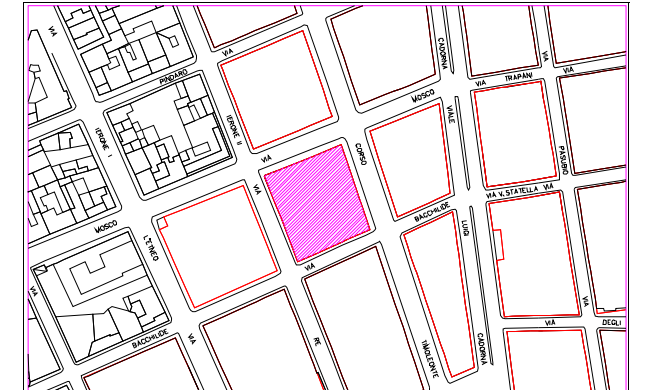 VIA
CADORNA
VIA
VIA
VIA
PINDARO
VIA
TRAPANI
MOSCO
IERONE II
VIALE
IERONE I
VIA
CORSO
PASUBIO
VIA
VIA V. STATELLA VIA
MOSCO
BACCHILIDE
LUIGI
L'ETNEO
VIA
VIA
VIA
VIA
DEGLI
BACCHILIDE
VIA
RE
TIMOLEONTE
CADORNA